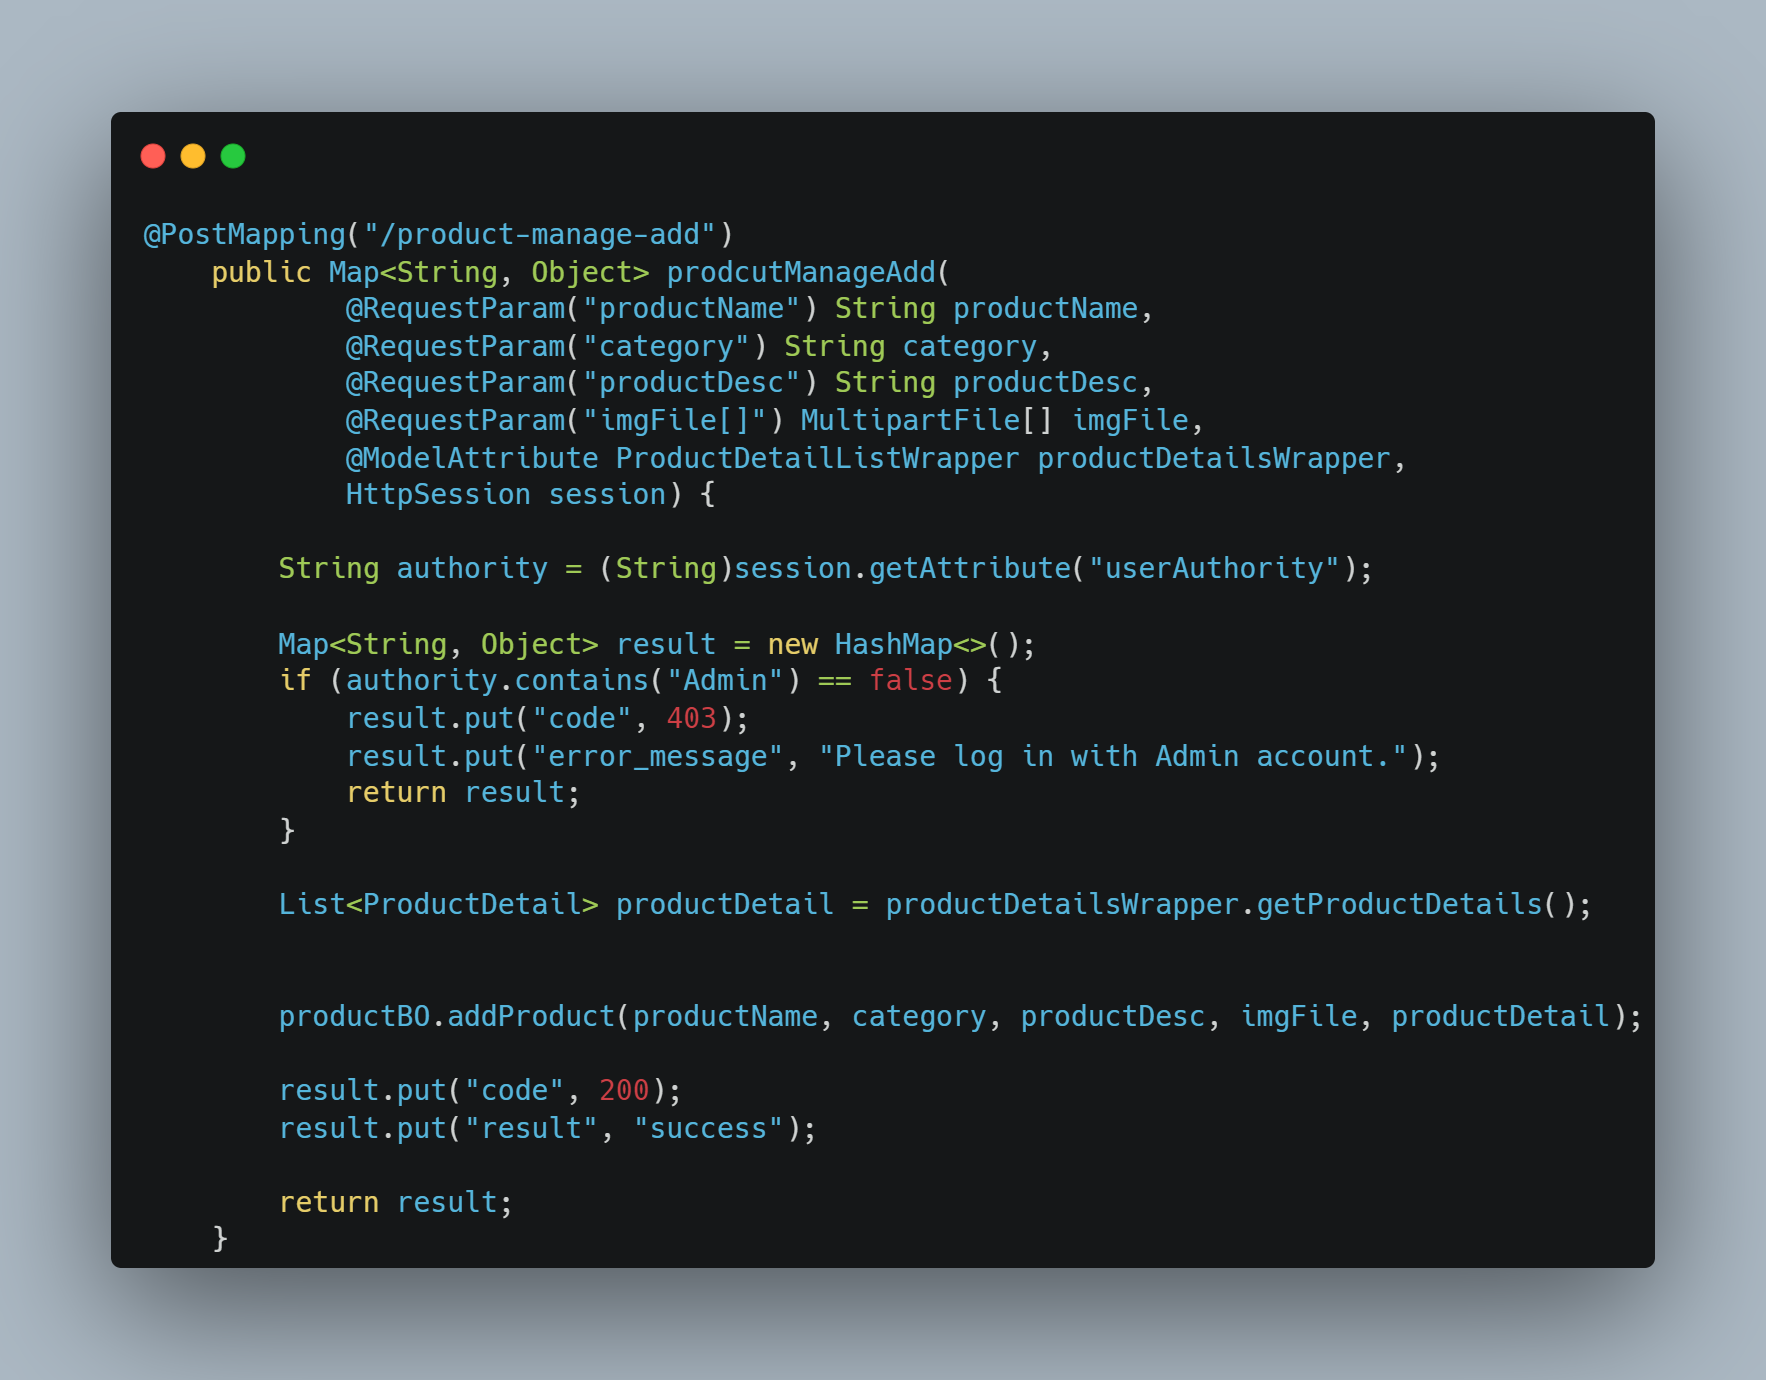 @PostMapping("/product-manage-add")
    public Map<String, Object> prodcutManageAdd(
            @RequestParam("productName") String productName,
            @RequestParam("category") String category,
            @RequestParam("productDesc") String productDesc,
            @RequestParam("imgFile[]") MultipartFile[] imgFile,
            @ModelAttribute ProductDetailListWrapper productDetailsWrapper,
            HttpSession session) {
        String authority = (String)session.getAttribute("userAuthority");
        Map<String, Object> result = new HashMap<>();
        if (authority.contains("Admin") == false) {
            result.put("code", 403);
            result.put("error_message", "Please log in with Admin account.");
            return result;
        }
        List<ProductDetail> productDetail = productDetailsWrapper.getProductDetails();
        productBO.addProduct(productName, category, productDesc, imgFile, productDetail);
        result.put("code", 200);
        result.put("result", "success");
        return result;
    }